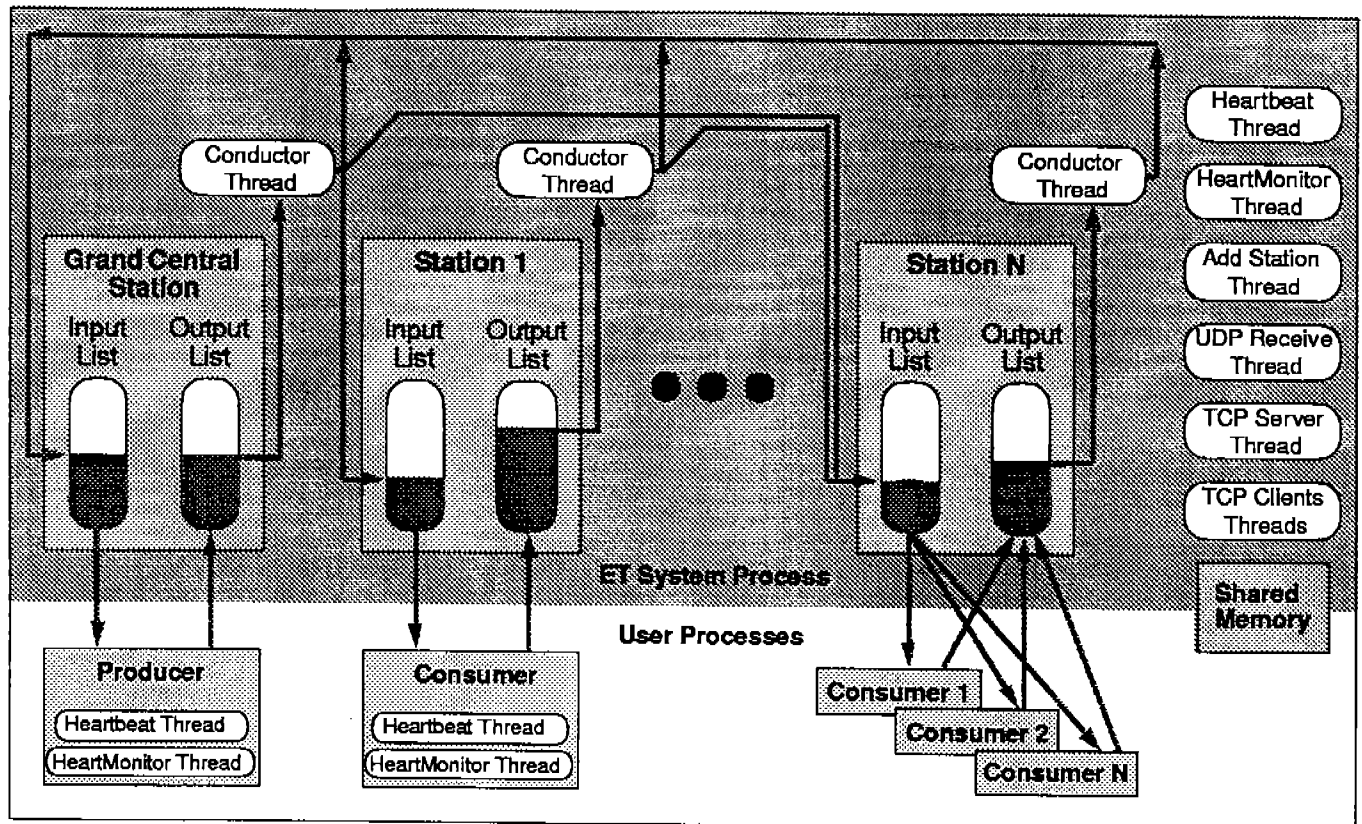 Heartbeat
Thread
Conductor
Thread
Conductor
Thread
Conductor
Thread
HeartMonitor
Thread
Grand Central
Station
Station 1
Station N
Add Station
Thread
Input
List
Output
List
Input
List
Output
List
Input
List
Output
List
UDP Receive
Thread
TCP Server
Thread
TCP Clients
Threads
ET System Process
Shared
Memory
User Processes
Producer
Heartbeat Thread
HeartMonitor Thread
Consumer
Heartbeat Thread
HeartMonitor Thread
Consumer 1
Consumer 2
Consumer N